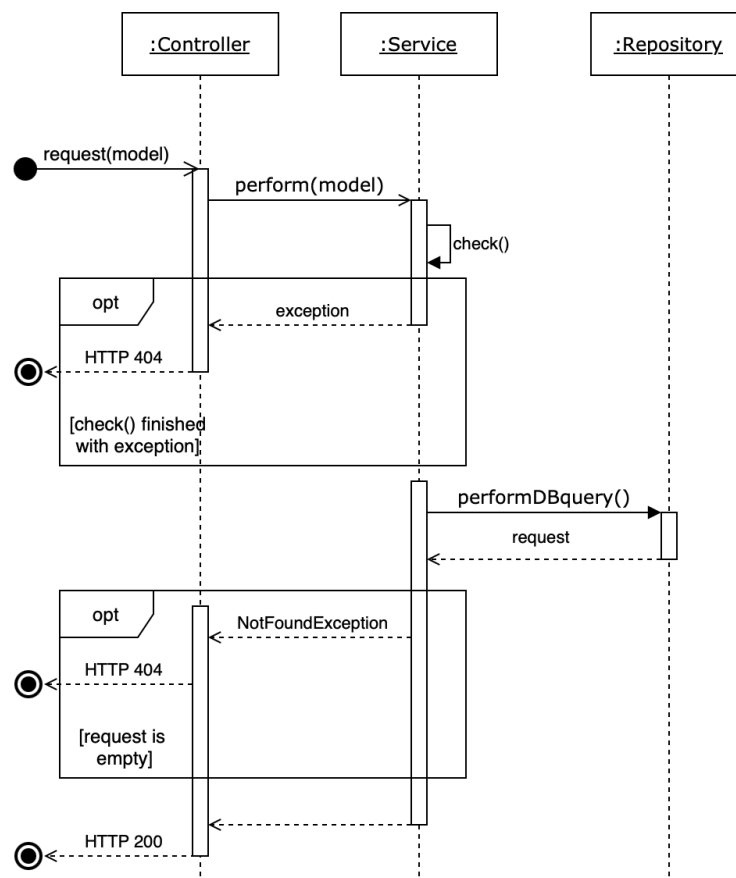 :Controller
:Service
:Repository
request(model)
perform(model)
check()
opt
exception
HTTP 404
[check() finished
with exception]
performDBquery()
request
opt
NotFoundException
HTTP 404
[request is
empty]
HTTP 200